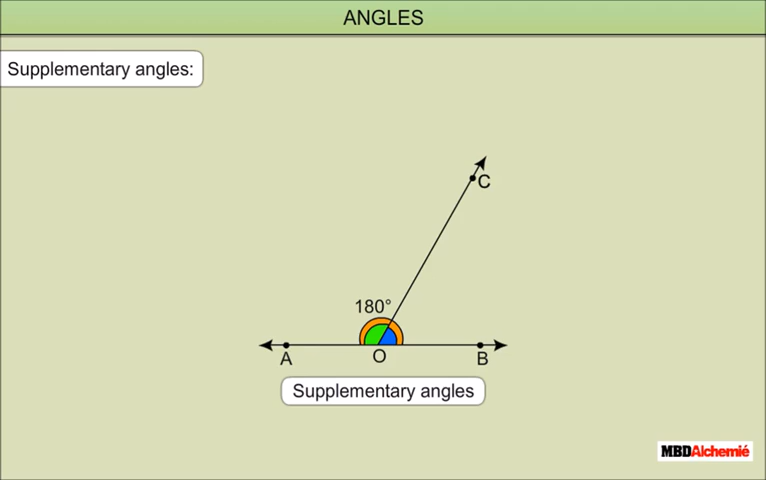 ANGLES
Supplementary angles:
C
180°
A
O
B
Supplementary angles
MBDAlchemié